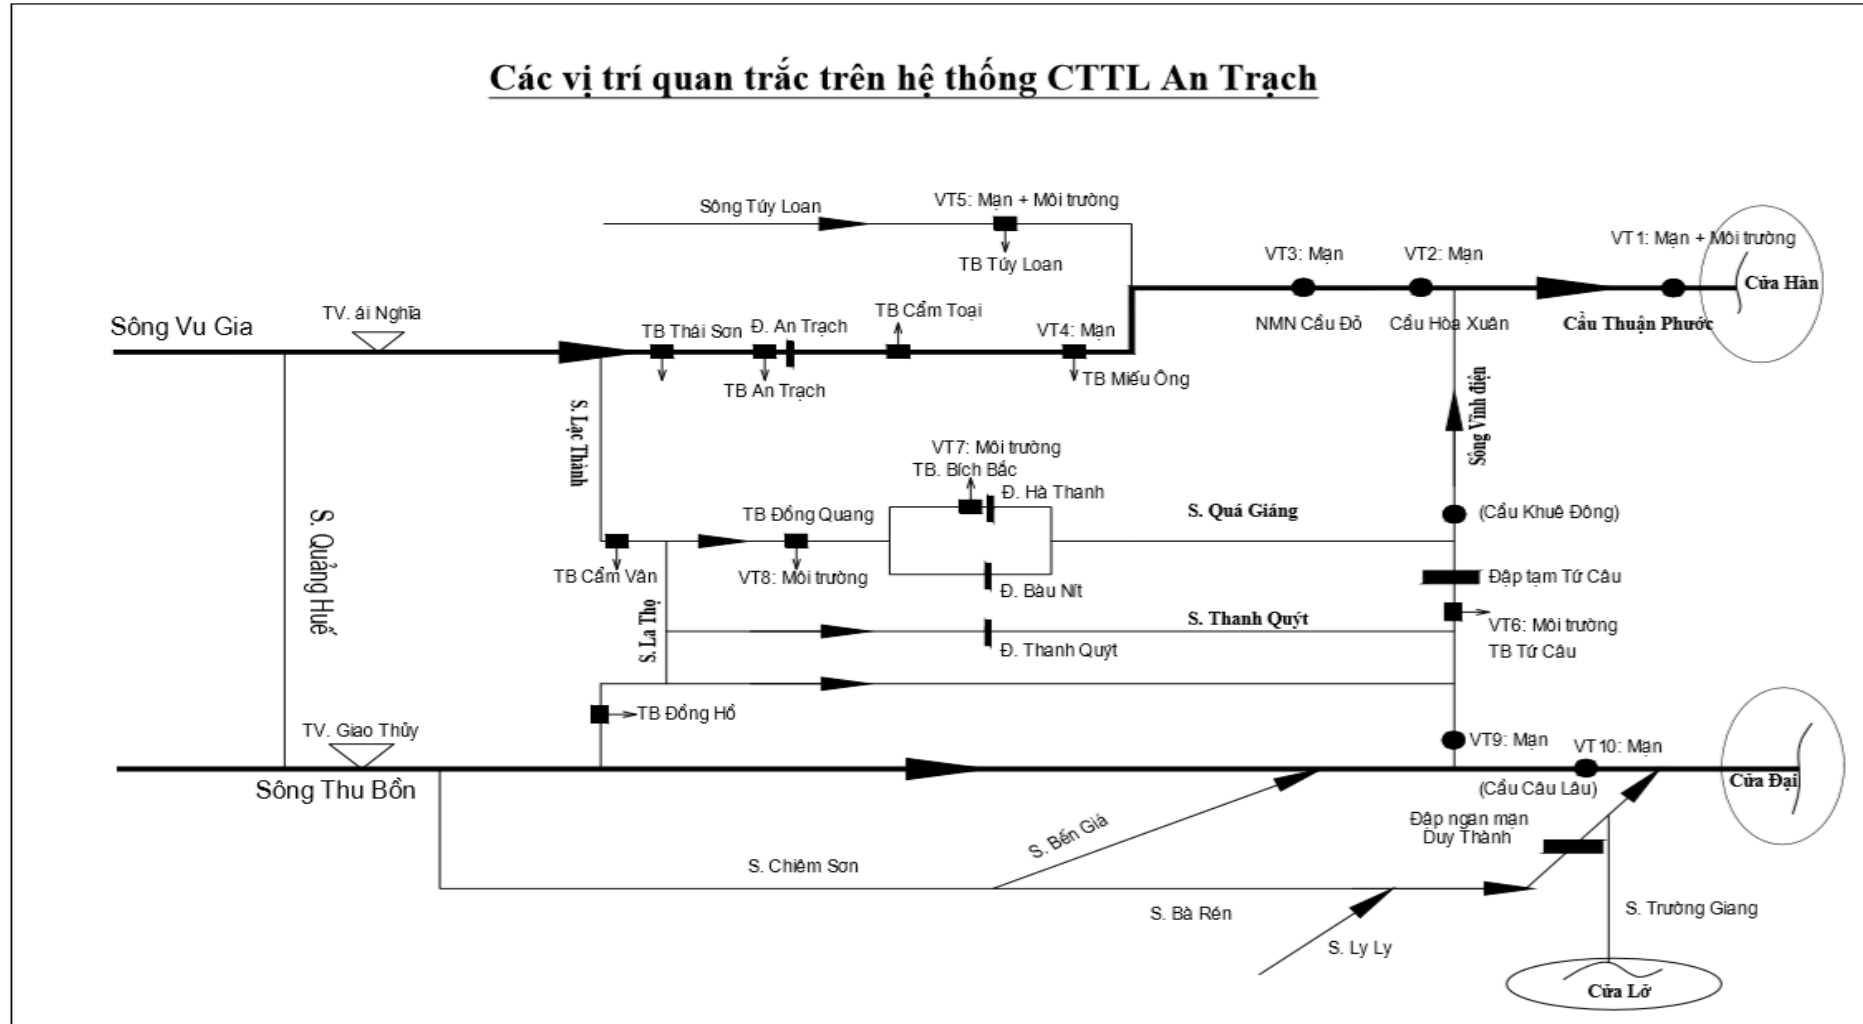 Các vị trí quan trắc trên hệ thống CTTL An Trạch
Sông Túy Loan
VT5: Mặn + Môi trường
TB Túy Loan
VT3: Mặn
VT2: Mặn
VT1: Mặn + Môi trường
Cửa Hàn
Sông Vu Gia
TV. ái Nghĩa
TB Thái Sơn
Đ. An Trạch
TB Cẩm Toại
VT4: Mặn
NMN Cầu Đỏ
Cầu Hòa Xuân
Cầu Thuận Phước
TB An Trạch
TB Miếu Ông
S. Lạc Thành
Sông Vĩnh điện
VT7: Môi trường
TB. Bích Bắc
Đ. Hà Thanh
S. Quảng Huế
TB Đồng Quang
S. Quá Giáng
(Cầu Khuê Đông)
TB Cẩm Văn
VT8: Môi trường
Đ. Bàu Nít
Đập tạm Tứ Câu
S. La Thọ
S. Thanh Quýt
Đ. Thanh Quýt
VT6: Môi trường
TB Tứ Câu
TB Đồng Hồ
TV. Giao Thủy
VT9: Mặn
VT10: Mặn
Sông Thu Bồn
(Cầu Câu Lâu)
Cửa Đại
Đập ngăn mặn
Duy Thành
S. Bến Giá
S. Chiêm Sơn
S. Bà Rén
S. Trường Giang
S. Ly Ly
Cửa Lở